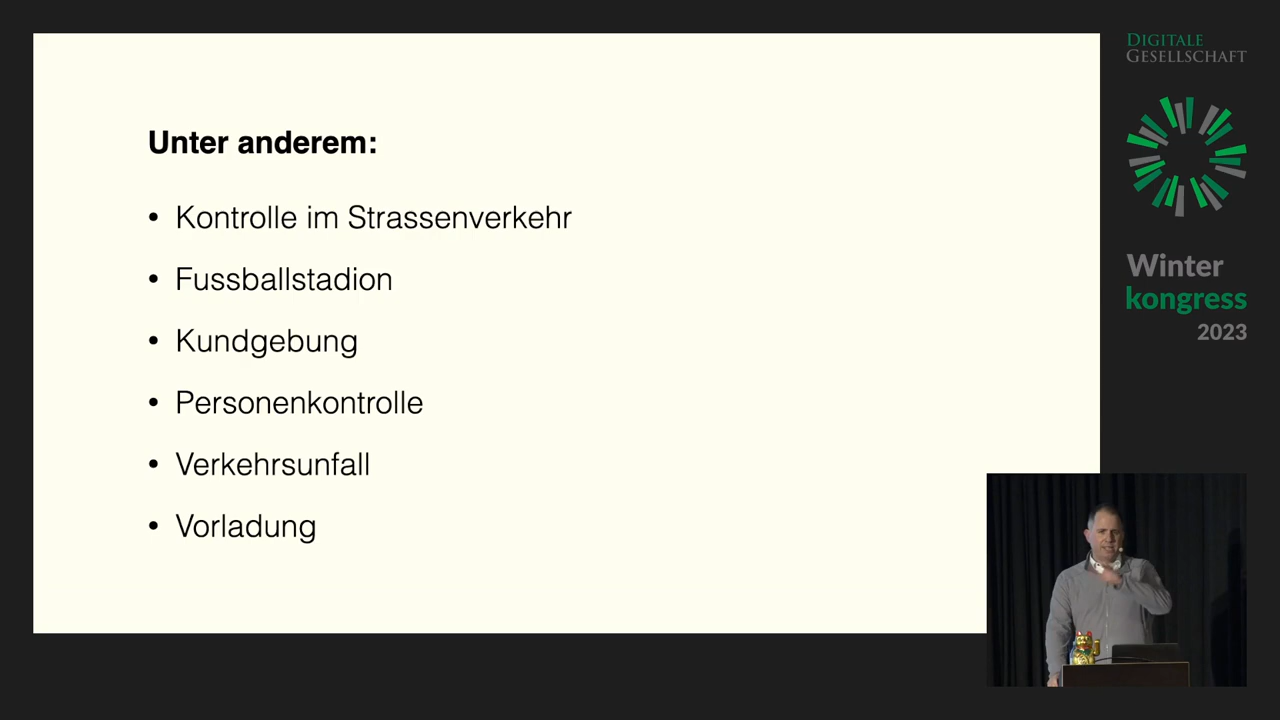 Unter anderem:
• Kontrolle im Strassenverkehr
• Fussballstadion
• Kundgebung
• Personenkontrolle
• Verkehrsunfall
• Vorladung
DIGITALE
GESELLSCHAFT
Winter
kongress
2023